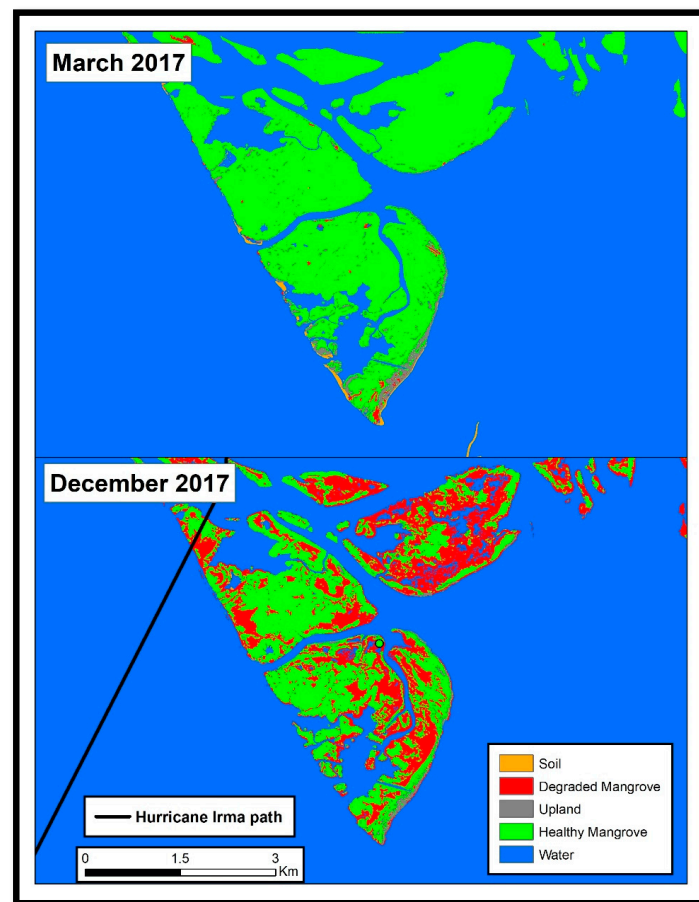 March 2017
December 2017
Hurricane Irma path
0 1.5 3
Km
Soil
Degraded Mangrove
Upland
Healthy Mangrove
Water